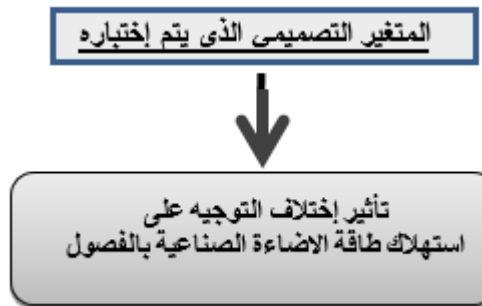 المتغير التصميمى الذى يتم إختباره
تأثير إختلاف التوجيه على
استهلاك طاقة الاضاءة الصناعية بالفصول